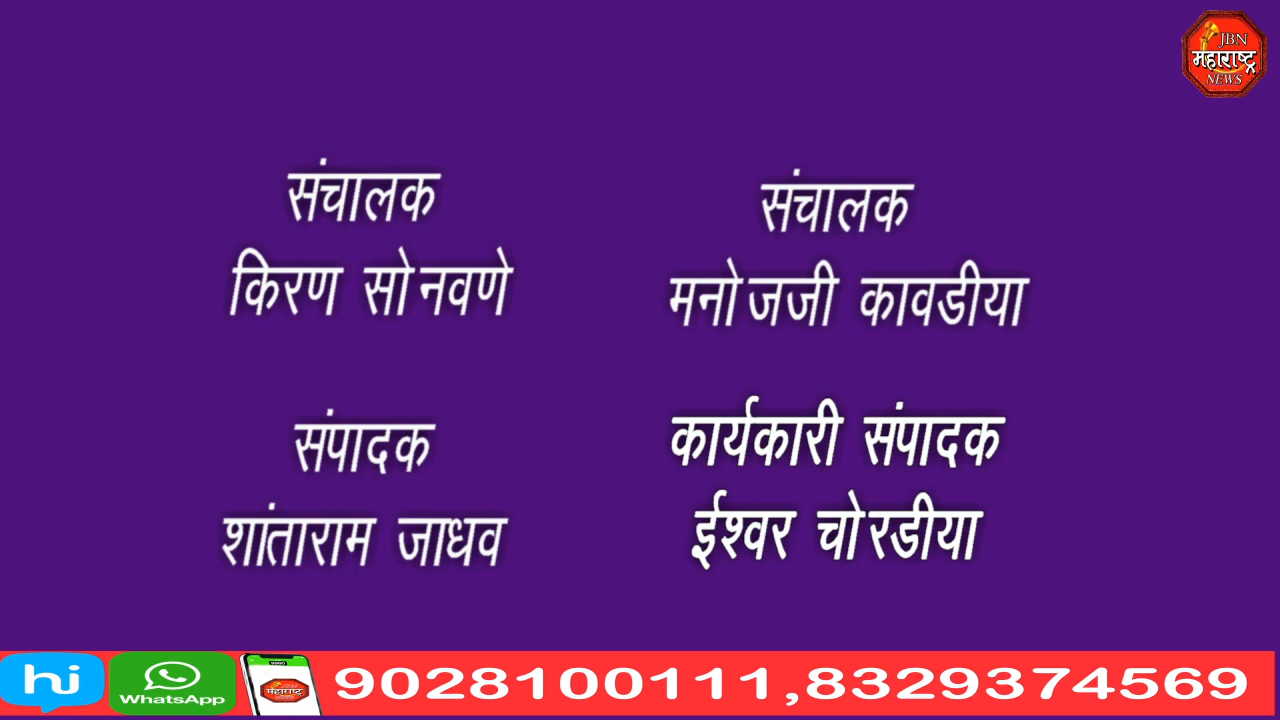 JBN
महाराष्ट्र
NEWS
संचालक
किरण सोनवणे
संचालक
मनोजजी कावडीया
संपादक
शांताराम जाधव
कार्यकारी संपादक
ईश्वर चोरडीया
hi
WhatsApp
महाराष्ट्र
9028100111,8329374569